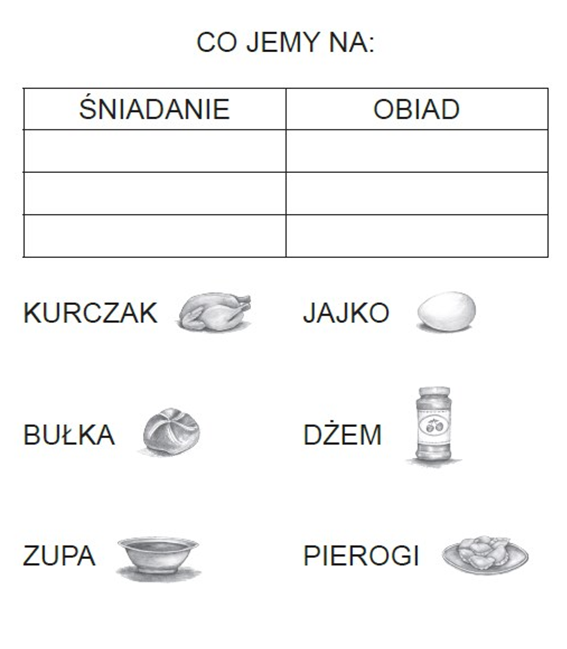 CO JEMY NA:
ŚNIADANIE OBIAD
KURCZAK JAJKO
BUŁKA DŻEM
ZUPA PIEROGI